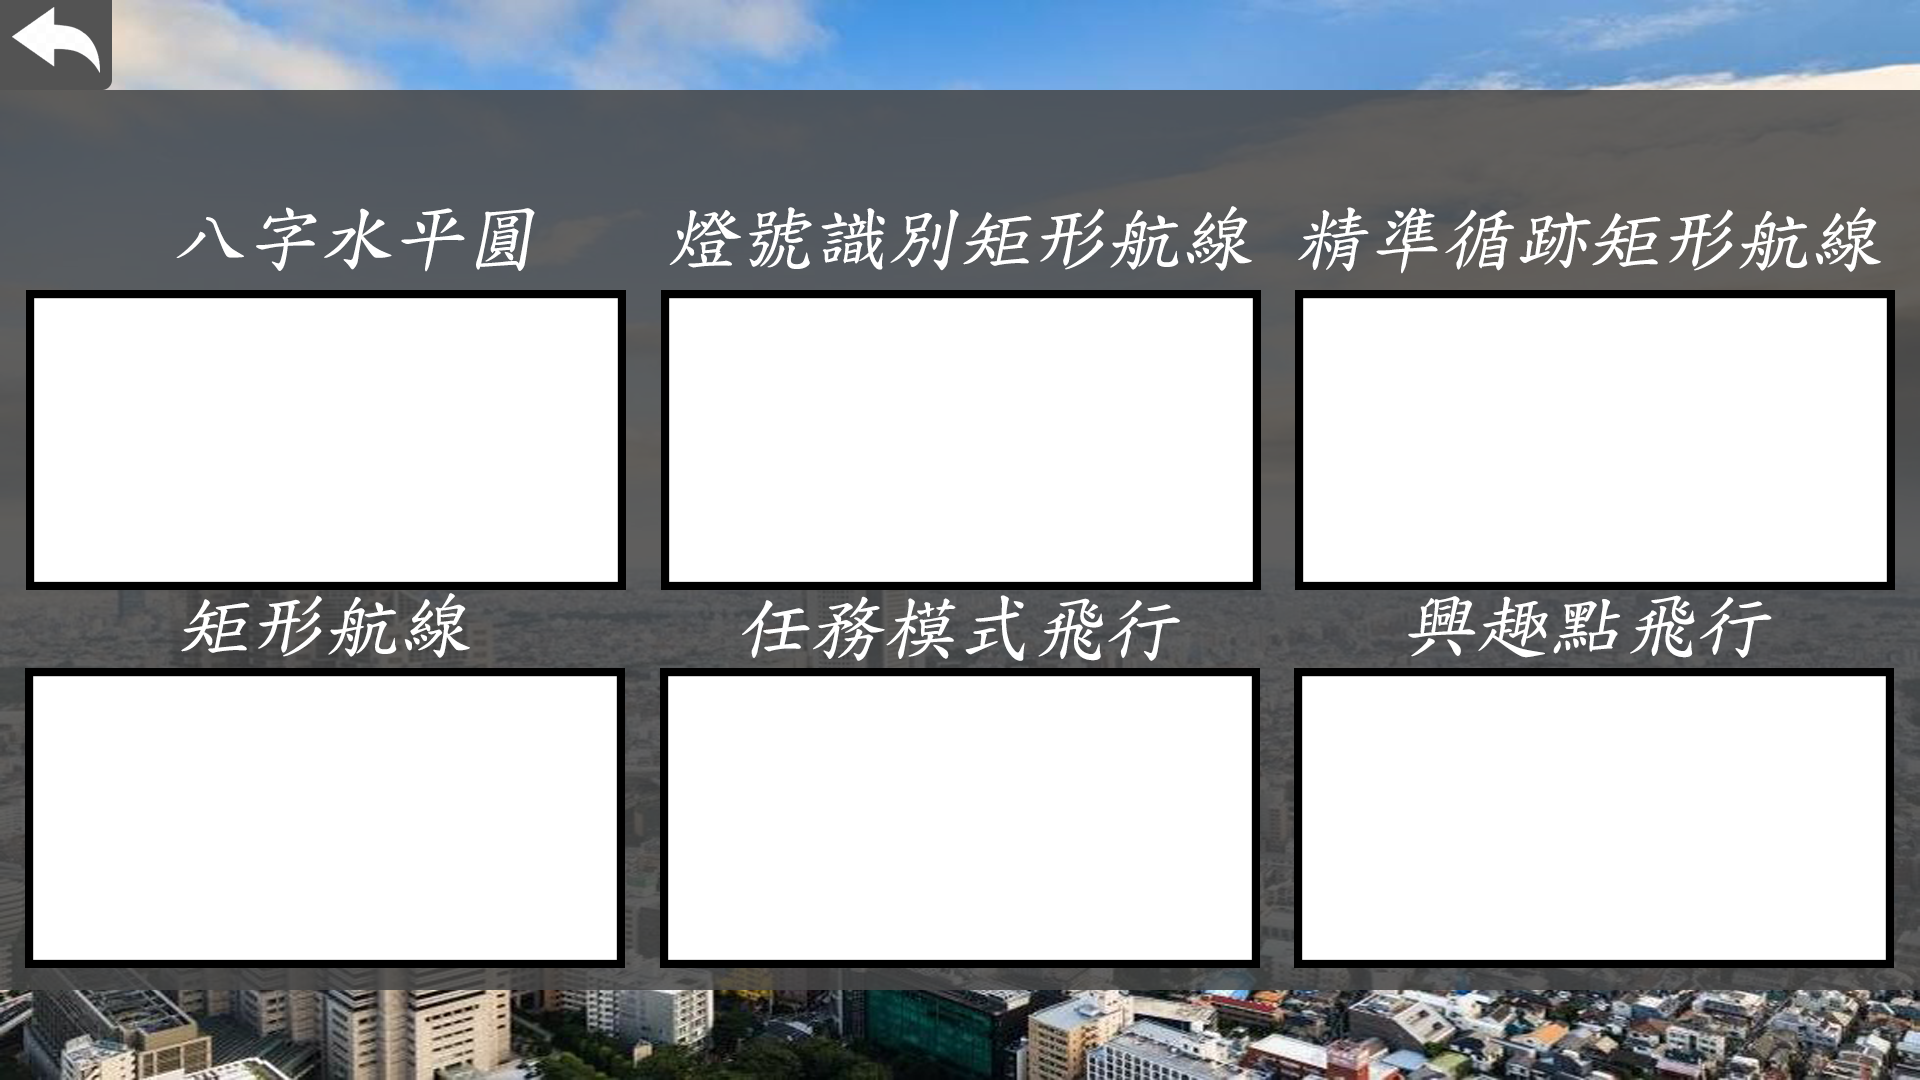 八字水平圓
燈號識別矩形航線
精準循跡矩形航線
矩形航線
任務模式飛行
興趣點飛行